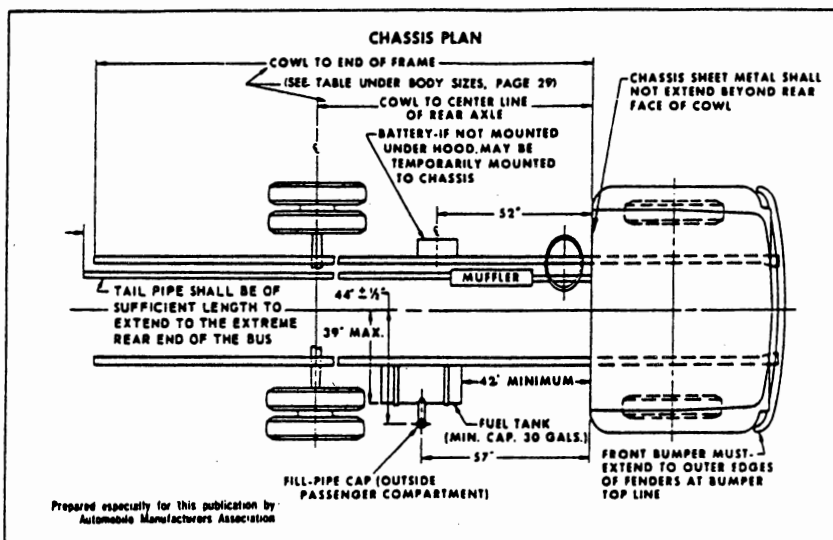 CHASSIS PLAN
COWL TO END OF FRAME
(SEE TABLE UNDER BODY SIZES, PAGE 29)
COWL TO CENTER LINE
OF REAR AXLE
CHASSIS SHEET METAL SHALL
NOT EXTEND BEYOND REAR
FACE OF COWL
BATTERY-IF NOT MOUNTED
UNDER HOOD, MAY BE
TEMPORARILY MOUNTED
TO CHASSIS
℄
℄
52"
MUFFLER
TAIL PIPE SHALL BE OF
SUFFICIENT LENGTH TO
EXTEND TO THE EXTREME
REAR END OF THE BUS
44" ± ½"
39" MAX.
42" MINIMUM
FUEL TANK
(MIN. CAP. 30 GALS.)
57"
FILL-PIPE CAP (OUTSIDE
PASSENGER COMPARTMENT)
FRONT BUMPER MUST-
EXTEND TO OUTER EDGES
OF FENDERS AT BUMPER
TOP LINE
Prepared especially for this publication by
Automobile Manufacturers Association